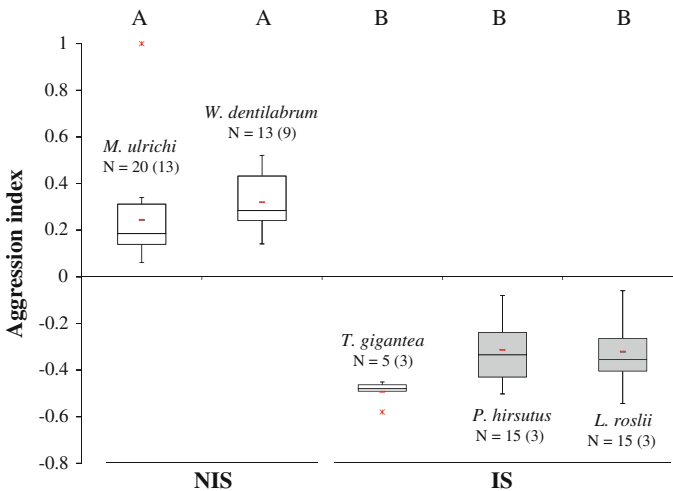 A A B B B
1
0.8
0.6
0.4
0.2
0
-0.2
-0.4
-0.6
-0.8
Aggression index
M. ulrichi
N = 20 (13)
W. dentilabrum
N = 13 (9)
T. gigantea
N = 5 (3)
P. hirsutus
N = 15 (3)
L. roslii
N = 15 (3)
NIS IS